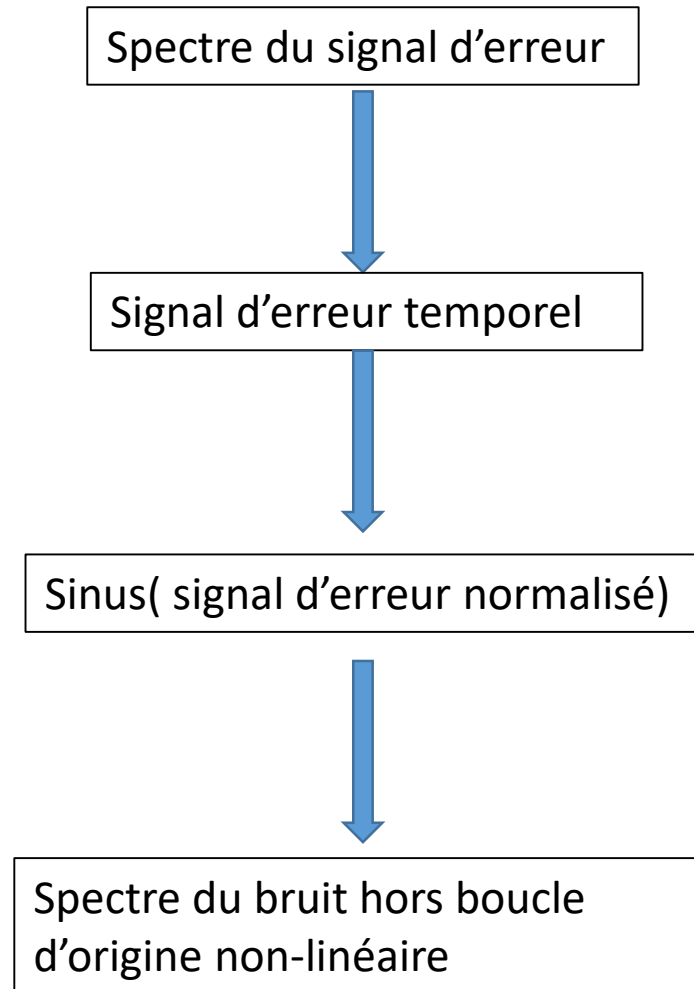 Spectre du signal d’erreur
Signal d’erreur temporel
Sinus( signal d’erreur normalisé)
Spectre du bruit hors boucle
d’origine non-linéaire